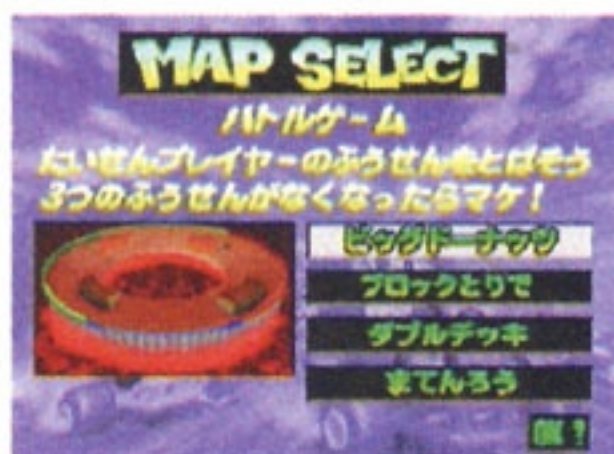 MAP SELECT
バトルゲーム
たいせんプレイヤーのふうせんをとばそう
3つのふうせんがなくなったらマケ!
ビッグドーナッツ
ブロックとりで
ダブルデッキ
まてんろう
OK ?